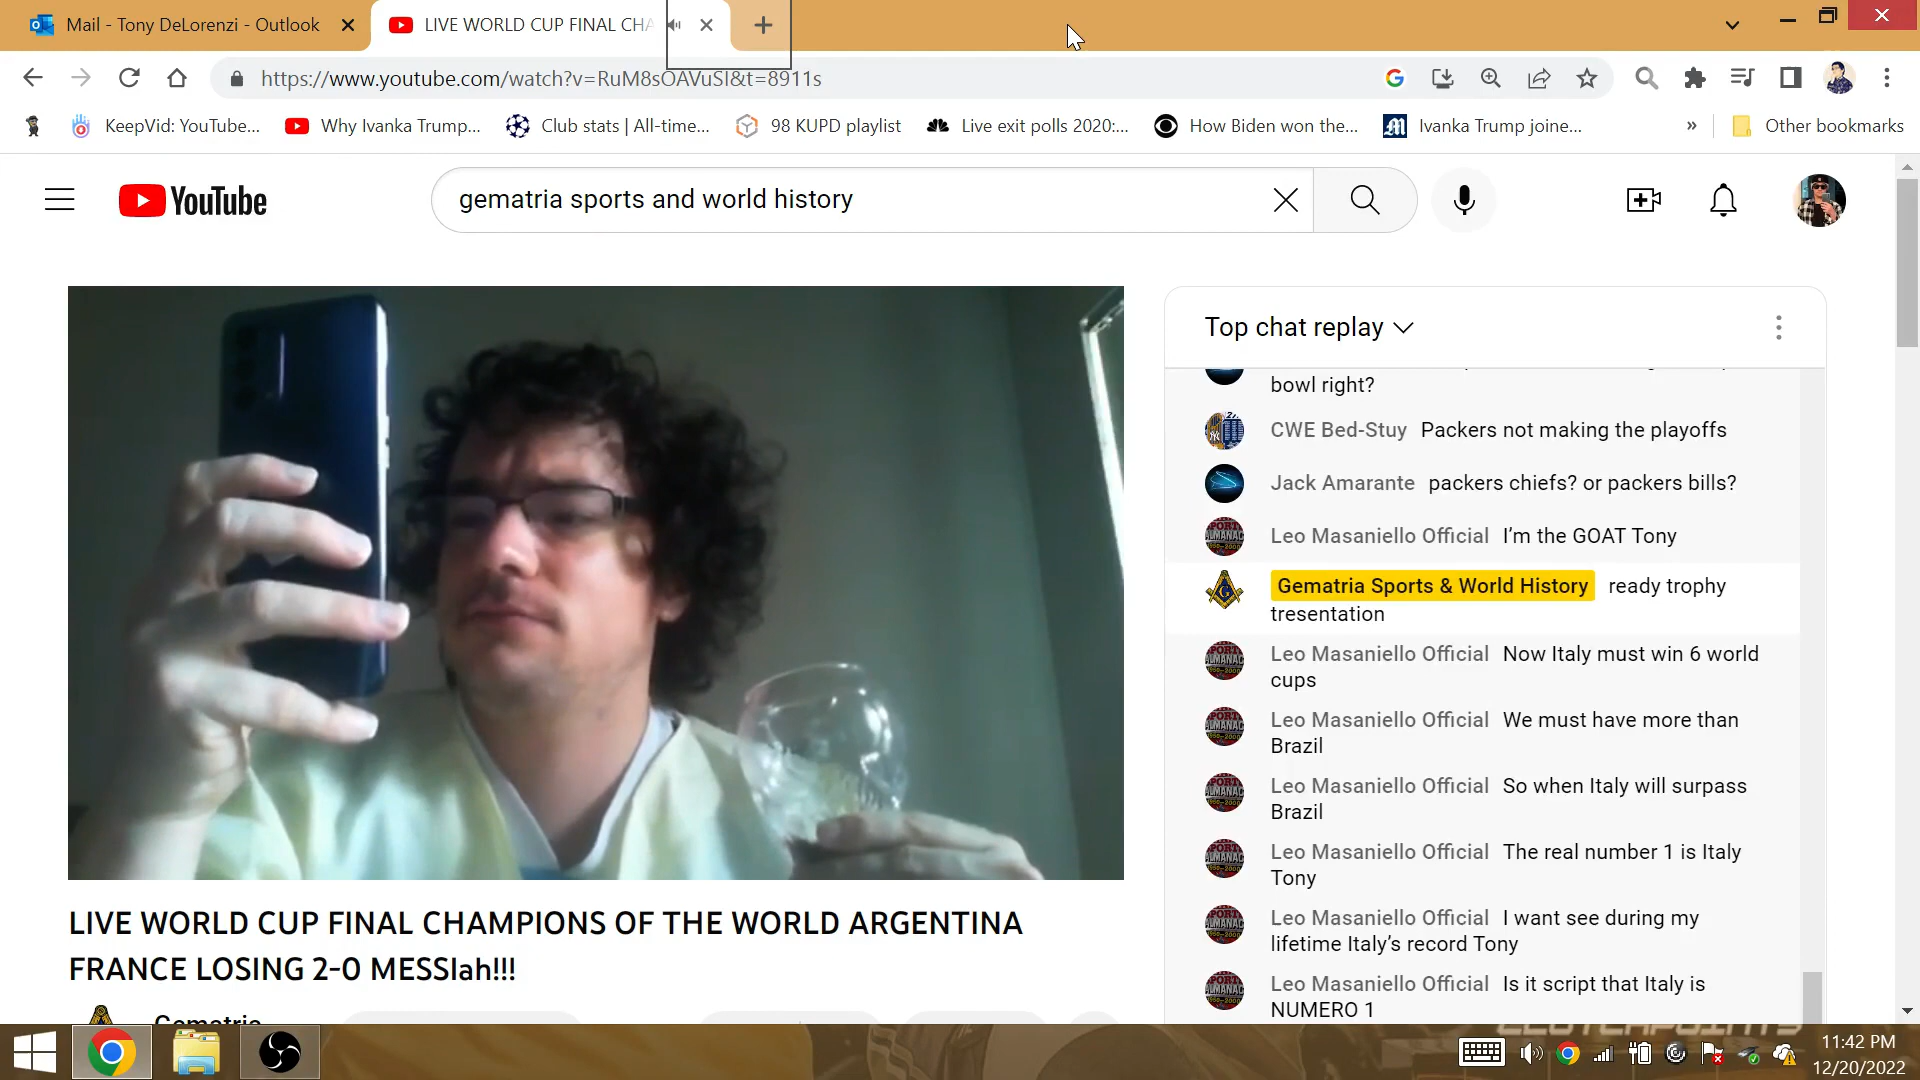 Mail - Tony DeLorenzi - Outlook
LIVE WORLD CUP FINAL CHA
https://www.youtube.com/watch?v=RuM8sOAVuSI&t=8911s
KeepVid: YouTube...
Why Ivanka Trump...
Club stats | All-time...
98 KUPD playlist
Live exit polls 2020:...
How Biden won the...
Ivanka Trump joine...
»
Other bookmarks
YouTube
gematria sports and world history
Top chat replay
bowl right?
CWE Bed-Stuy Packers not making the playoffs
Jack Amarante packers chiefs? or packers bills?
Leo Masaniello Official I’m the GOAT Tony
Gematria Sports & World History ready trophy
tresentation
Leo Masaniello Official Now Italy must win 6 world
cups
Leo Masaniello Official We must have more than
Brazil
Leo Masaniello Official So when Italy will surpass
Brazil
Leo Masaniello Official The real number 1 is Italy
Tony
Leo Masaniello Official I want see during my
lifetime Italy’s record Tony
Leo Masaniello Official Is it script that Italy is
NUMERO 1
LIVE WORLD CUP FINAL CHAMPIONS OF THE WORLD ARGENTINA
FRANCE LOSING 2-0 MESSIah!!!
Gematria
11:42 PM
12/20/2022